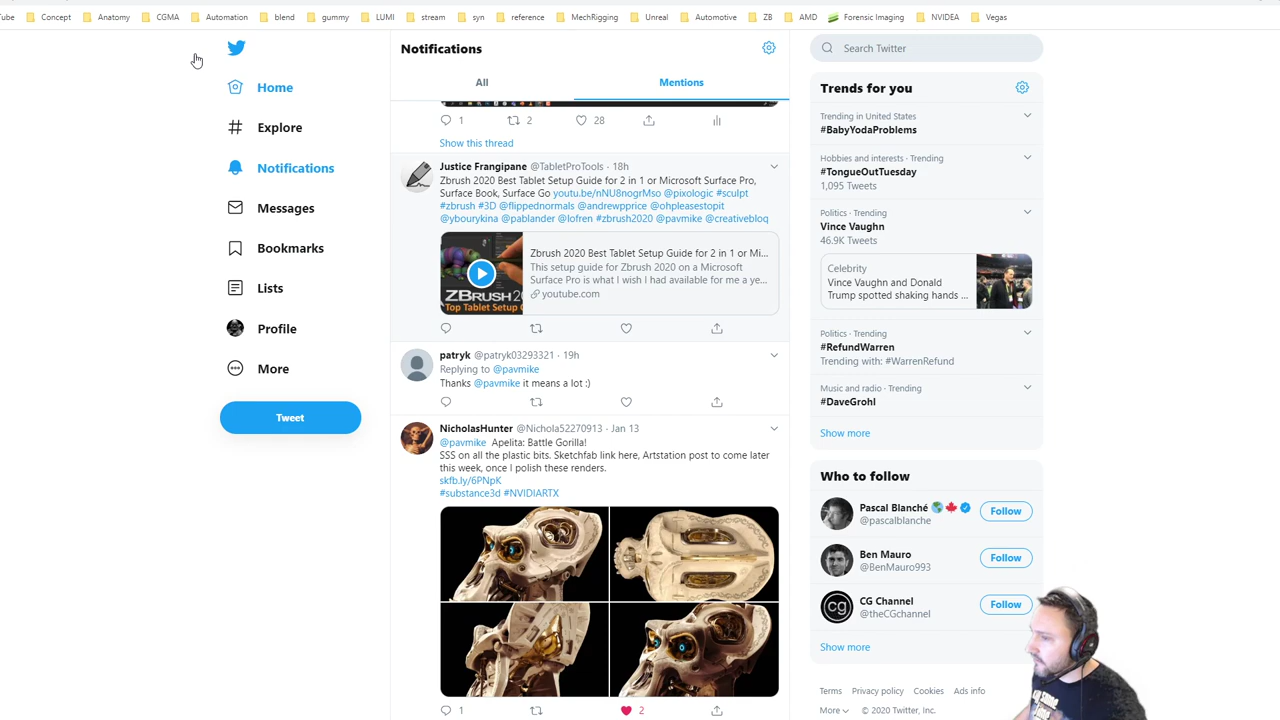 ube
Concept
Anatomy
CGMA
Automation
blend
gummy
LUMI
stream
syn
reference
MechRigging
Unreal
Automotive
ZB
AMD
Forensic Imaging
NVIDEA
Vegas
Home
Explore
Notifications
Messages
Bookmarks
Lists
Profile
More
Tweet
Notifications
All
Mentions
1
2
28
Show this thread
Justice Frangipane @TabletProTools · 18h
Zbrush 2020 Best Tablet Setup Guide for 2 in 1 or Microsoft Surface Pro,
Surface Book, Surface Go youtu.be/nNU8nogrMso @pixologic #sculpt
#zbrush #3D @flippednormals @andrewpprice @ohpleasestopit
@ybourykina @pablander @lofren #zbrush2020 @pavmike @creativebloq
ZBRUSH 20
Top Tablet Setup G
Zbrush 2020 Best Tablet Setup Guide for 2 in 1 or Mi...
This setup guide for Zbrush 2020 on a Microsoft
Surface Pro is what I wish I had available for me a ye...
youtube.com
patryk @patryk03293321 · 19h
Replying to @pavmike
Thanks @pavmike it means a lot :)
NicholasHunter @Nichola52270913 · Jan 13
@pavmike Apelita: Battle Gorilla!
SSS on all the plastic bits. Sketchfab link here, Artstation post to come later
this week, once I polish these renders.
skfb.ly/6PNpK
#substance3d #NVIDIARTX
1
2
Search Twitter
Trends for you
Trending in United States
#BabyYodaProblems
Hobbies and interests · Trending
#TongueOutTuesday
1,095 Tweets
Politics · Trending
Vince Vaughn
46.9K Tweets
Celebrity
Vince Vaughn and Donald
Trump spotted shaking hands ...
Politics · Trending
#RefundWarren
Trending with: #WarrenRefund
Music and radio · Trending
#DaveGrohl
Show more
Who to follow
Pascal Blanché
@pascalblanche
Follow
Ben Mauro
@BenMauro993
Follow
cg
CG Channel
@theCGchannel
Follow
Show more
Terms Privacy policy Cookies Ads info
More © 2020 Twitter, Inc.